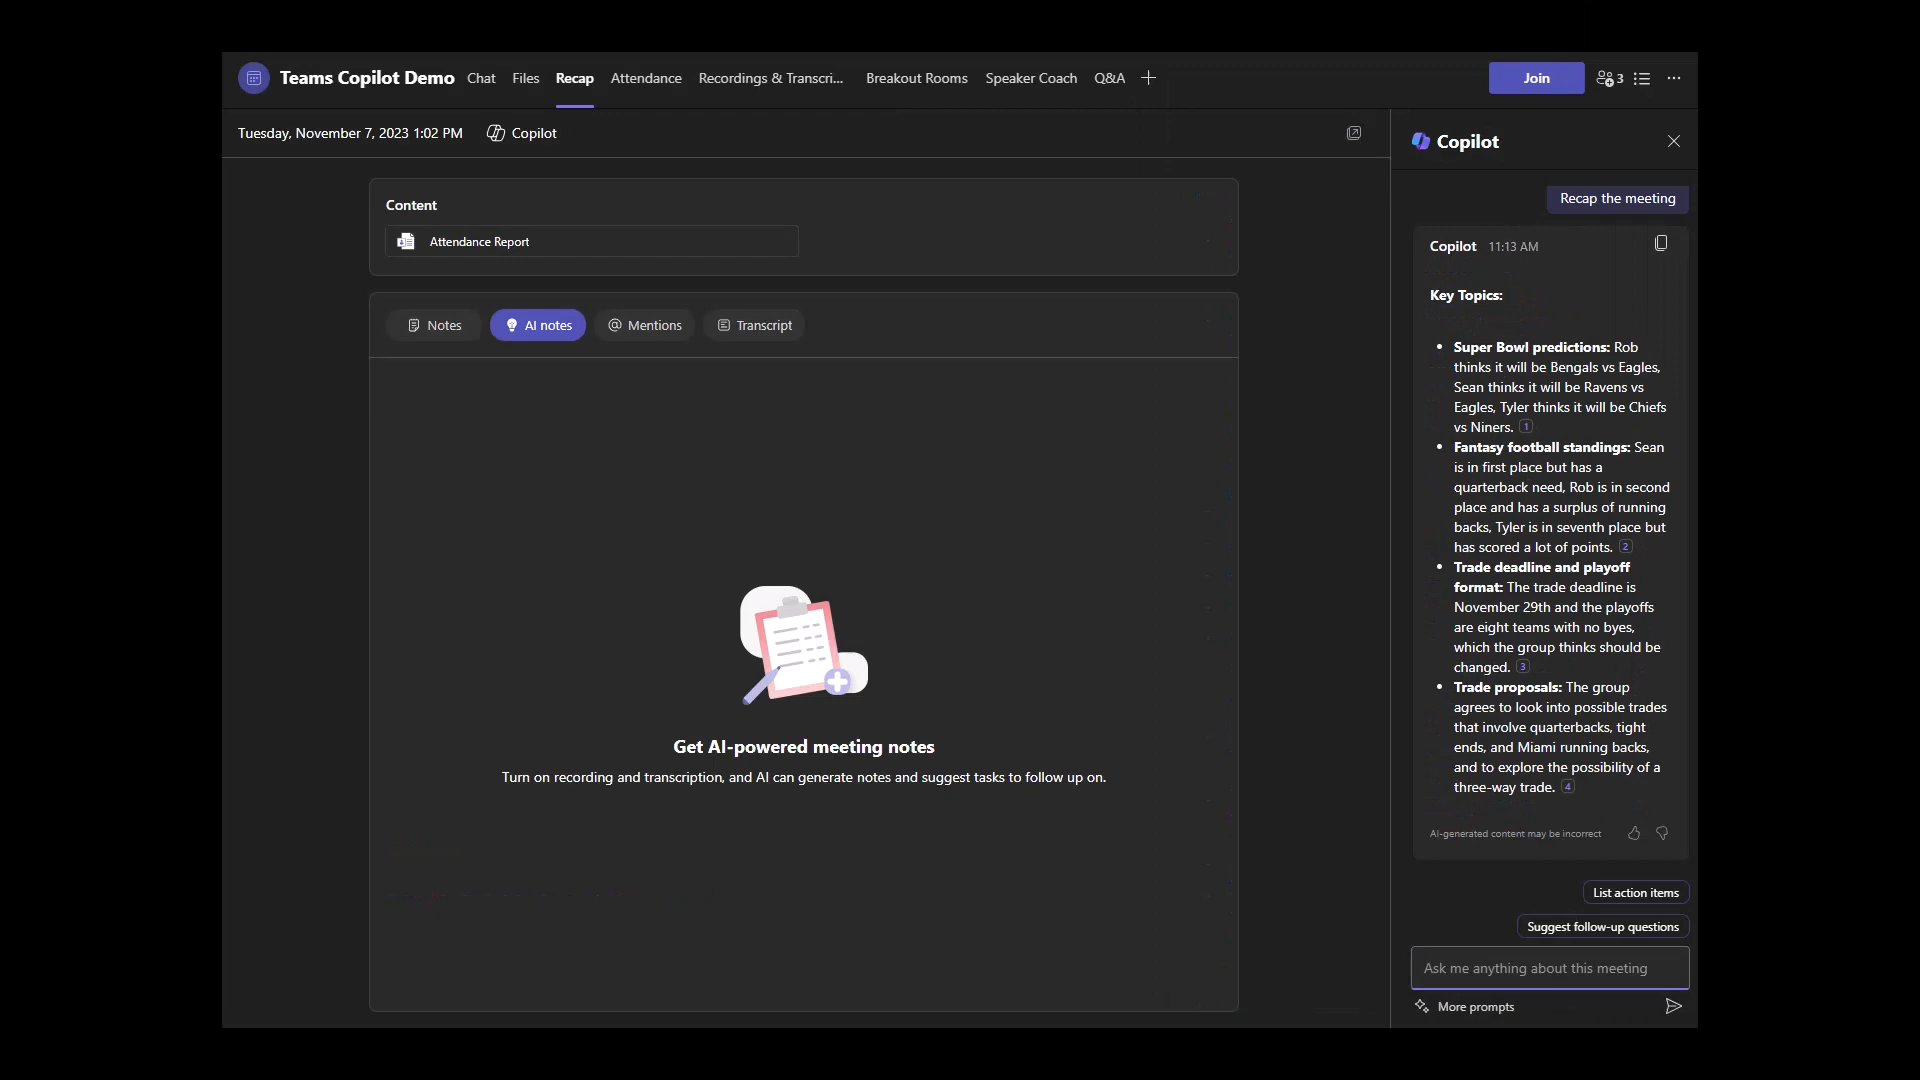 Teams Copilot Demo Chat Files Recap Attendance Recordings & Transcri... Breakout Rooms Speaker Coach Q&A Join 3
Tuesday, November 7, 2023 1:02 PM Copilot
Content
Attendance Report
Notes AI notes Mentions Transcript
Get AI-powered meeting notes
Turn on recording and transcription, and AI can generate notes and suggest tasks to follow up on.
Copilot
Recap the meeting
Copilot 11:13 AM
Key Topics:
• Super Bowl predictions: Rob
thinks it will be Bengals vs Eagles,
Sean thinks it will be Ravens vs
Eagles, Tyler thinks it will be Chiefs
vs Niners. 1
• Fantasy football standings: Sean
is in first place but has a
quarterback need, Rob is in second
place and has a surplus of running
backs, Tyler is in seventh place but
has scored a lot of points. 2
• Trade deadline and playoff
format: The trade deadline is
November 29th and the playoffs
are eight teams with no byes,
which the group thinks should be
changed. 3
• Trade proposals: The group
agrees to look into possible trades
that involve quarterbacks, tight
ends, and Miami running backs,
and to explore the possibility of a
three-way trade. 4
AI-generated content may be incorrect
List action items
Suggest follow-up questions
Ask me anything about this meeting
More prompts